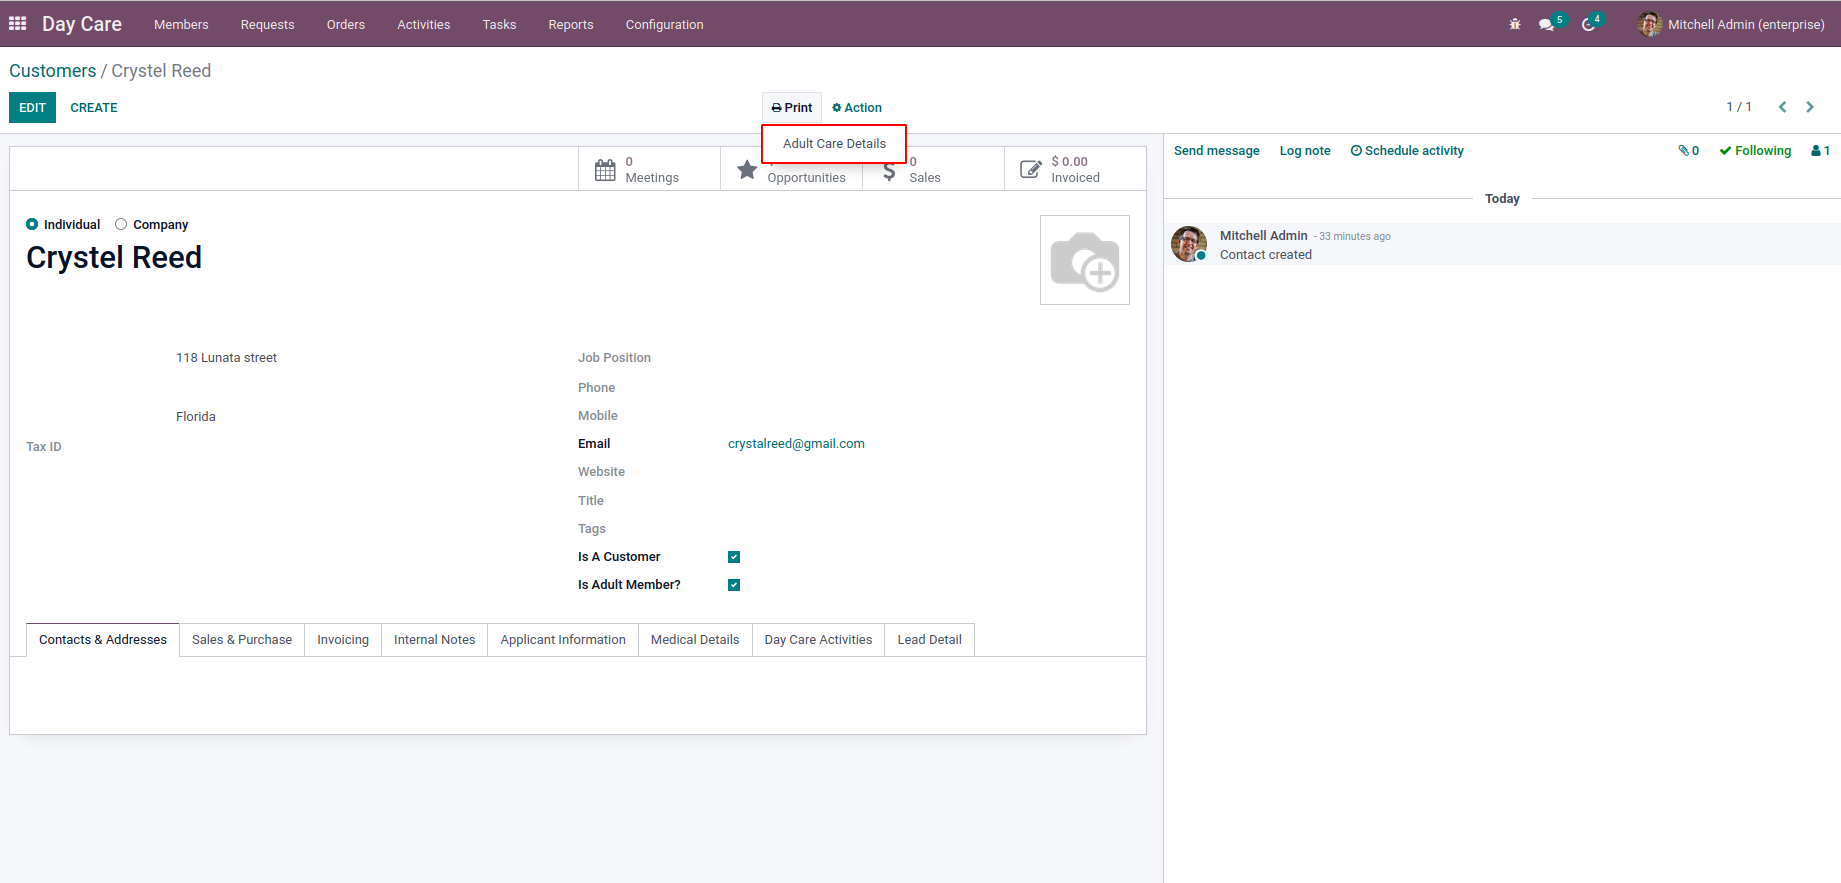 Day Care Members Requests Orders Activities Tasks Reports Configuration 5 4 Mitchell Admin (enterprise)
Customers / Crystel Reed
EDIT CREATE Print Action 1 / 1
Adult Care Details
Send message Log note Schedule activity 0 Following 1
0 Meetings
Opportunities
0 Sales
$ 0.00 Invoiced
Today
Individual Company
Crystel Reed
Mitchell Admin - 33 minutes ago
Contact created
118 Lunata street
Florida
Tax ID
Job Position
Phone
Mobile
Email crystalreed@gmail.com
Website
Title
Tags
Is A Customer
Is Adult Member?
Contacts & Addresses Sales & Purchase Invoicing Internal Notes Applicant Information Medical Details Day Care Activities Lead Detail